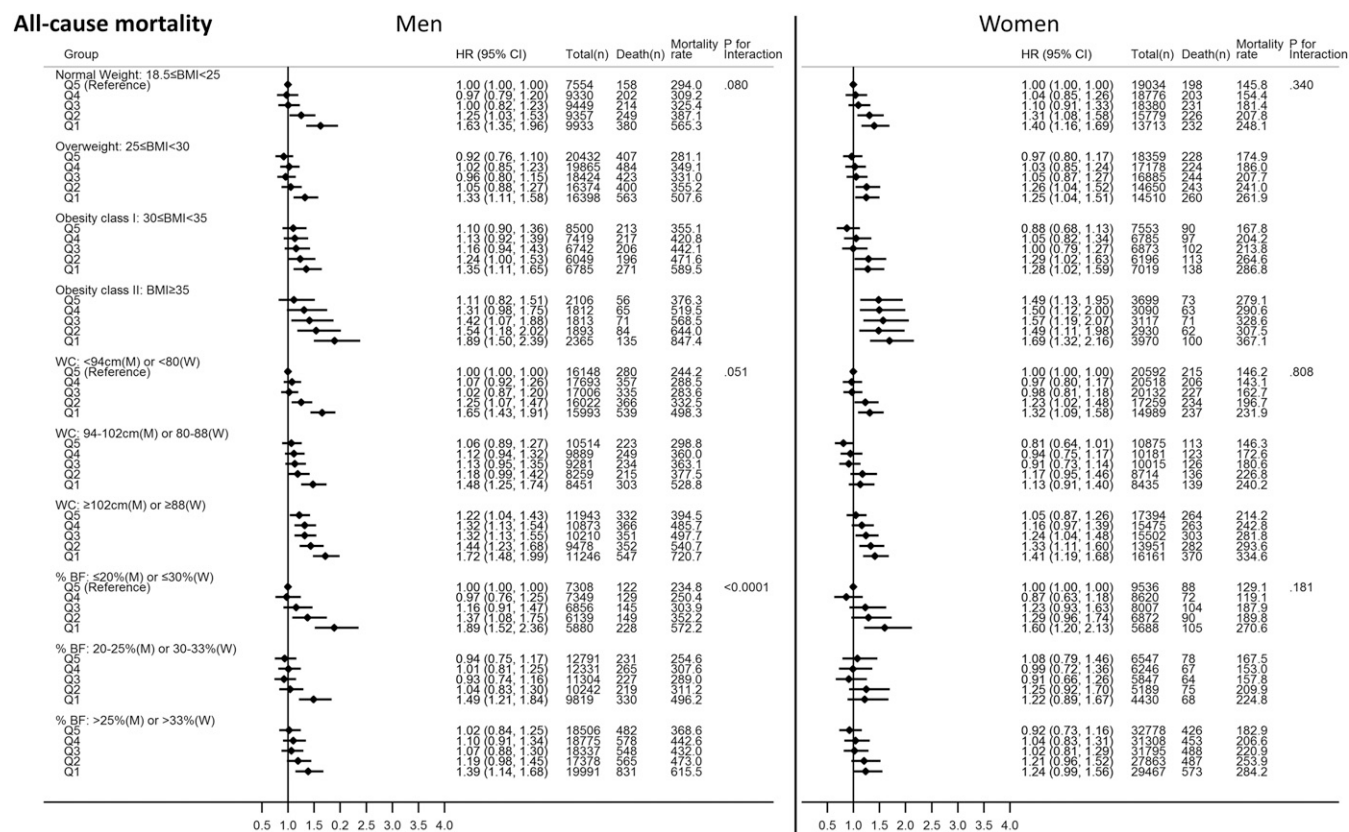 All-cause mortality Men Women
Group HR (95% CI) Total(n) Death(n) Mortality rate P for Interaction HR (95% CI) Total(n) Death(n) Mortality rate P for Interaction
Normal Weight: 18.5≤BMI<25
Q5 (Reference) 1.00 (1.00, 1.00) 7554 158 294.0 .080 1.00 (1.00, 1.00) 19034 198 145.8 .340
Q4 0.97 (0.79, 1.20) 9330 202 309.2 1.04 (0.85, 1.26) 18776 203 154.4
Q3 1.00 (0.82, 1.23) 9449 214 325.4 1.10 (0.91, 1.33) 18380 231 181.4
Q2 1.25 (1.03, 1.53) 9357 249 387.1 1.31 (1.08, 1.58) 15779 226 207.8
Q1 1.63 (1.35, 1.96) 9933 380 565.3 1.40 (1.16, 1.69) 13713 232 248.1
Overweight: 25≤BMI<30
Q5 0.92 (0.76, 1.10) 20432 407 281.1 0.97 (0.80, 1.17) 18359 228 174.9
Q4 1.02 (0.85, 1.23) 19865 484 349.1 1.03 (0.85, 1.24) 17178 224 186.0
Q3 0.96 (0.80, 1.15) 18424 423 331.0 1.05 (0.87, 1.27) 16885 244 207.7
Q2 1.05 (0.88, 1.27) 16374 400 355.2 1.26 (1.04, 1.52) 14650 243 241.0
Q1 1.33 (1.11, 1.58) 16398 563 507.6 1.25 (1.04, 1.51) 14510 260 261.9
Obesity class I: 30≤BMI<35
Q5 1.10 (0.90, 1.36) 8500 213 355.1 0.88 (0.68, 1.13) 7553 90 167.8
Q4 1.13 (0.92, 1.39) 7419 217 420.8 1.05 (0.82, 1.34) 6785 97 204.2
Q3 1.16 (0.94, 1.43) 6742 206 442.1 1.00 (0.79, 1.27) 6873 102 213.8
Q2 1.24 (1.00, 1.53) 6049 196 471.6 1.29 (1.02, 1.63) 6196 113 264.6
Q1 1.35 (1.11, 1.65) 6785 271 589.5 1.28 (1.02, 1.59) 7019 138 286.8
Obesity class II: BMI≥35
Q5 1.11 (0.82, 1.51) 2106 56 376.3 1.49 (1.13, 1.95) 3699 73 279.1
Q4 1.31 (0.98, 1.75) 1812 65 519.5 1.50 (1.12, 2.00) 3090 63 290.6
Q3 1.42 (1.07, 1.88) 1813 71 568.5 1.57 (1.19, 2.07) 3117 71 328.6
Q2 1.54 (1.18, 2.02) 1893 84 644.0 1.49 (1.11, 1.98) 2930 62 307.5
Q1 1.89 (1.50, 2.39) 2365 135 847.4 1.69 (1.32, 2.16) 3970 100 367.1
WC: <94cm(M) or <80(W)
Q5 (Reference) 1.00 (1.00, 1.00) 16148 280 244.2 .051 1.00 (1.00, 1.00) 20592 215 146.2 .808
Q4 1.07 (0.92, 1.26) 17693 357 288.5 0.97 (0.80, 1.17) 20518 206 143.1
Q3 1.02 (0.87, 1.20) 17006 335 283.6 0.98 (0.81, 1.18) 20132 227 162.7
Q2 1.25 (1.07, 1.47) 16022 366 332.5 1.23 (1.02, 1.48) 17259 234 196.7
Q1 1.65 (1.43, 1.91) 15993 539 498.3 1.32 (1.09, 1.58) 14989 237 231.9
WC: 94-102cm(M) or 80-88(W)
Q5 1.06 (0.89, 1.27) 10514 223 298.8 0.81 (0.64, 1.01) 10875 113 146.3
Q4 1.12 (0.94, 1.32) 9889 249 360.0 0.94 (0.75, 1.17) 10181 123 172.6
Q3 1.13 (0.95, 1.35) 9281 234 363.1 0.91 (0.73, 1.14) 10015 126 180.6
Q2 1.18 (0.99, 1.42) 8259 215 377.5 1.17 (0.95, 1.46) 8714 136 226.8
Q1 1.48 (1.25, 1.74) 8451 303 528.8 1.13 (0.91, 1.40) 8435 139 240.2
WC: ≥102cm(M) or ≥88(W)
Q5 1.22 (1.04, 1.43) 11943 332 394.5 1.05 (0.87, 1.26) 17394 264 214.2
Q4 1.32 (1.13, 1.54) 10873 366 485.7 1.16 (0.97, 1.39) 15475 263 242.8
Q3 1.32 (1.13, 1.55) 10210 351 497.7 1.24 (1.04, 1.48) 15502 303 281.8
Q2 1.44 (1.23, 1.68) 9478 352 540.7 1.33 (1.11, 1.60) 13951 282 293.6
Q1 1.72 (1.48, 1.99) 11246 547 720.7 1.41 (1.19, 1.68) 16161 370 334.6
% BF: ≤20%(M) or ≤30%(W)
Q5 (Reference) 1.00 (1.00, 1.00) 7308 122 234.8 <0.0001 1.00 (1.00, 1.00) 9536 88 129.1 .181
Q4 0.97 (0.76, 1.25) 7349 129 250.4 0.87 (0.63, 1.18) 8620 72 119.1
Q3 1.16 (0.91, 1.47) 6856 145 303.9 1.23 (0.93, 1.63) 8007 104 187.9
Q2 1.37 (1.08, 1.75) 6139 149 352.2 1.29 (0.96, 1.74) 6872 90 189.8
Q1 1.89 (1.52, 2.36) 5880 228 572.2 1.60 (1.20, 2.13) 5688 105 270.6
% BF: 20-25%(M) or 30-33%(W)
Q5 0.94 (0.75, 1.17) 12791 231 254.6 1.08 (0.79, 1.46) 6547 78 167.5
Q4 1.01 (0.81, 1.25) 12331 265 307.6 0.99 (0.72, 1.36) 6246 67 153.0
Q3 0.93 (0.74, 1.16) 11304 227 289.0 0.91 (0.66, 1.26) 5847 64 157.8
Q2 1.04 (0.83, 1.30) 10242 219 311.2 1.25 (0.92, 1.70) 5189 75 209.9
Q1 1.49 (1.21, 1.84) 9819 330 496.2 1.22 (0.89, 1.67) 4430 68 224.8
% BF: >25%(M) or >33%(W)
Q5 1.02 (0.84, 1.25) 18506 482 368.6 0.92 (0.73, 1.16) 32778 426 182.9
Q4 1.10 (0.91, 1.34) 18775 578 442.6 1.04 (0.83, 1.31) 31308 453 206.6
Q3 1.07 (0.88, 1.30) 18337 548 432.0 1.02 (0.81, 1.29) 31795 488 220.9
Q2 1.19 (0.98, 1.45) 17378 565 473.0 1.21 (0.96, 1.52) 27863 487 253.9
Q1 1.39 (1.14, 1.68) 19991 831 615.5 1.24 (0.99, 1.56) 29467 573 284.2
0.5 1.0 1.5 2.0 2.5 3.0 4.0 0.5 1.0 1.5 2.0 2.5 3.0 4.0